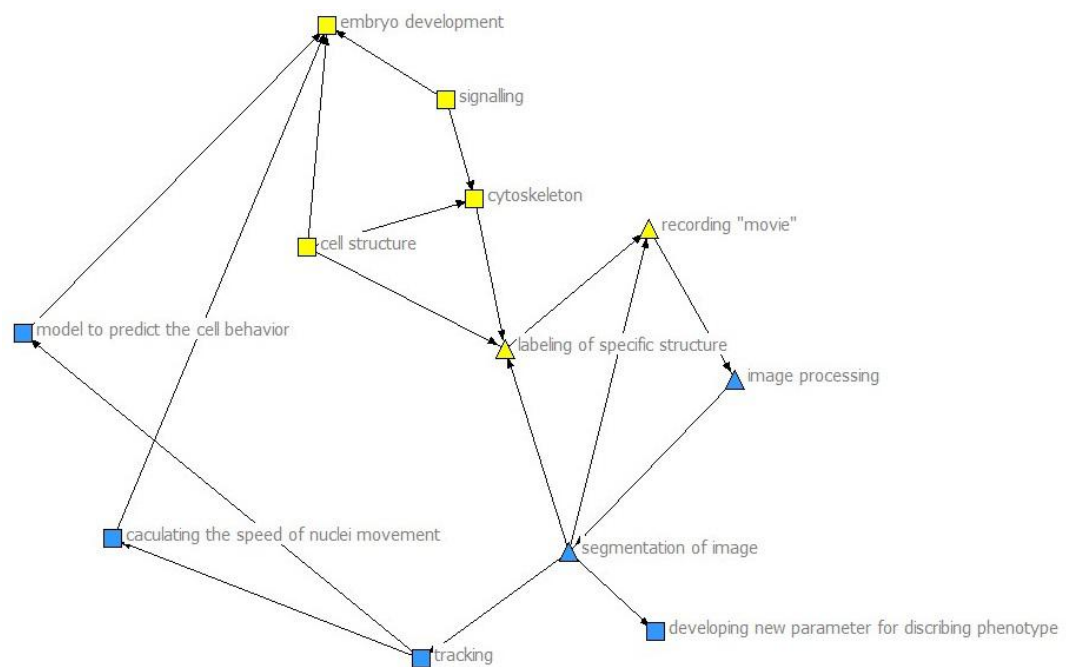 embryo development
signalling
cytoskeleton
recording "movie"
cell structure
model to predict the cell behavior
labeling of specific structure
image processing
caculating the speed of nuclei movement
segmentation of image
developing new parameter for discribing phenotype
tracking